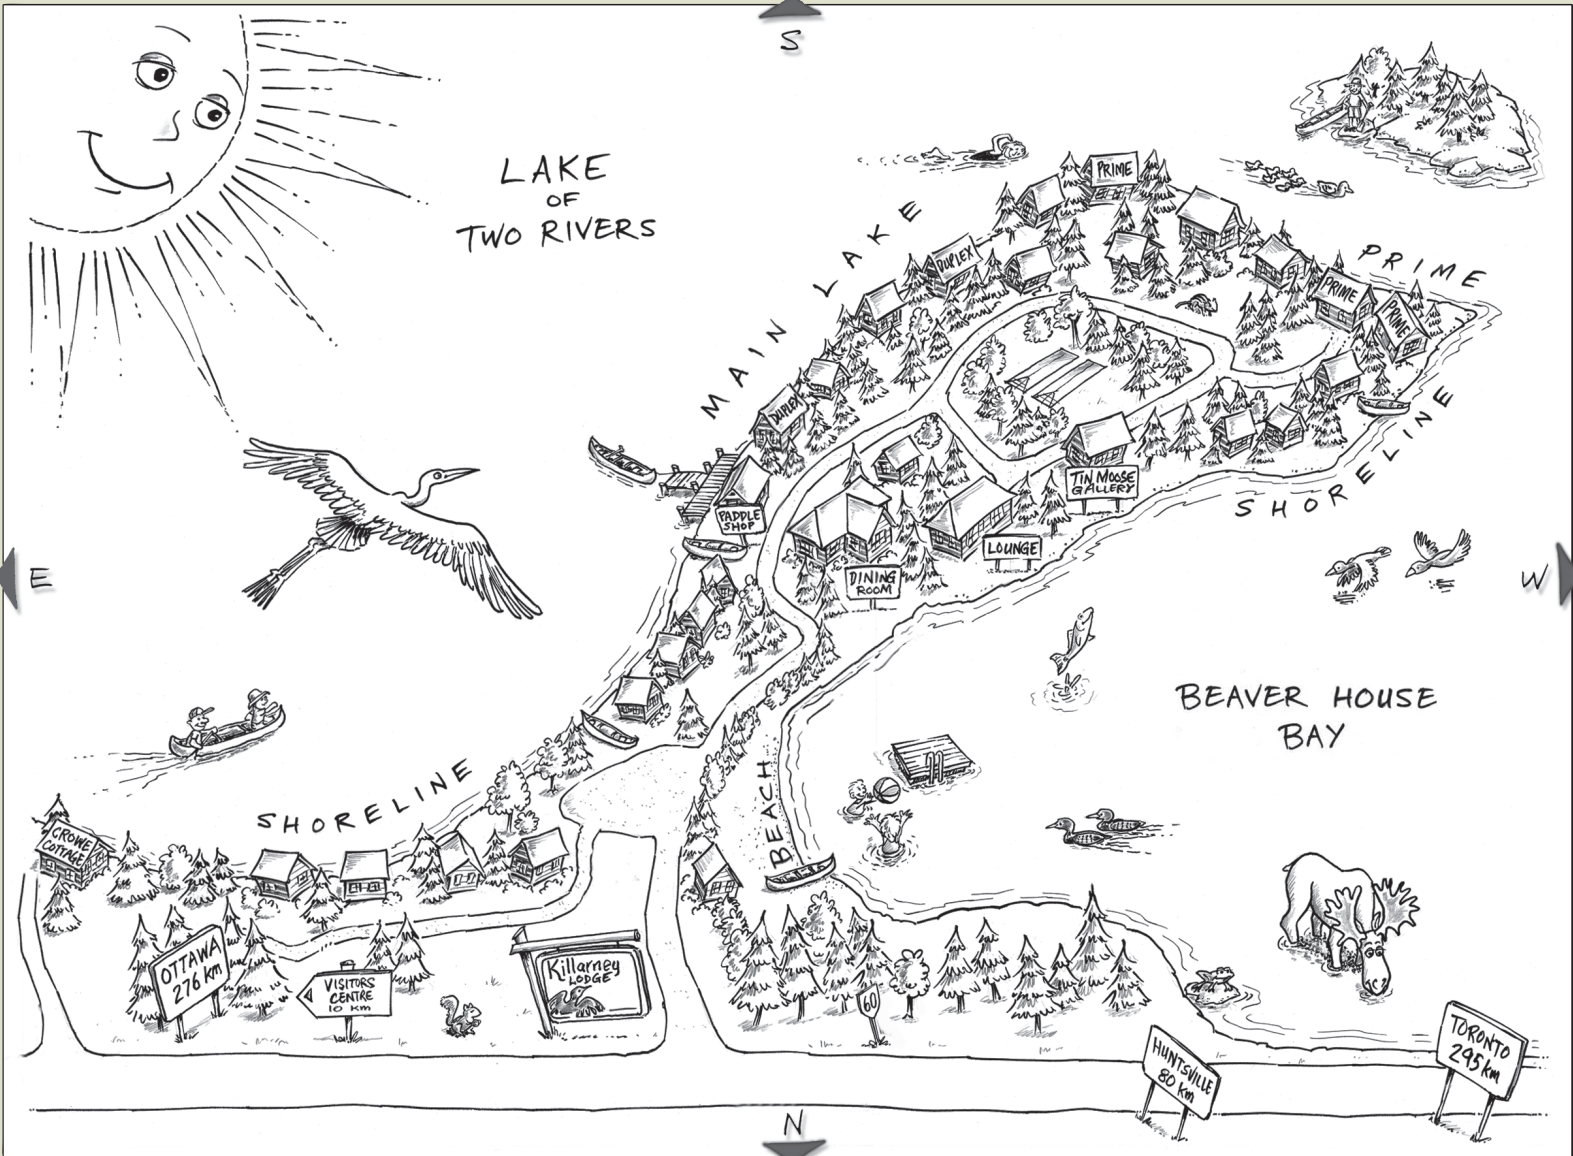 S
LAKE
OF
TWO RIVERS
MAIN LAKE
PRIME
DUPLEX
PRIME
PRIME
PRIME
SHORELINE
DUPLEX
PADDLE
SHOP
TIN MOOSE
GALLERY
LOUNGE
DINING
ROOM
E
W
BEAVER HOUSE
BAY
BEACH
SHORELINE
CROWE
COTTAGE
OTTAWA
276 km
VISITORS
CENTRE
10 km
Killarney
LODGE
60
HUNTSVILLE
80 km
TORONTO
295 km
N